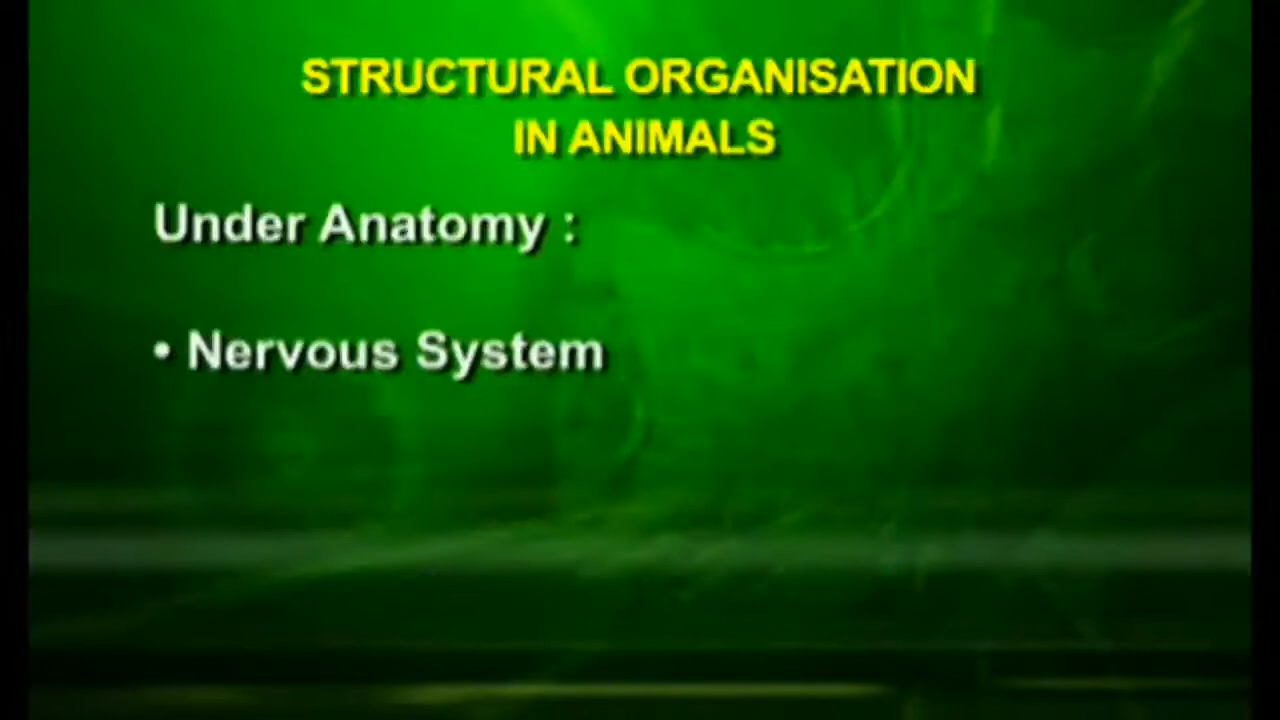 STRUCTURAL ORGANISATION
IN ANIMALS
Under Anatomy :
• Nervous System